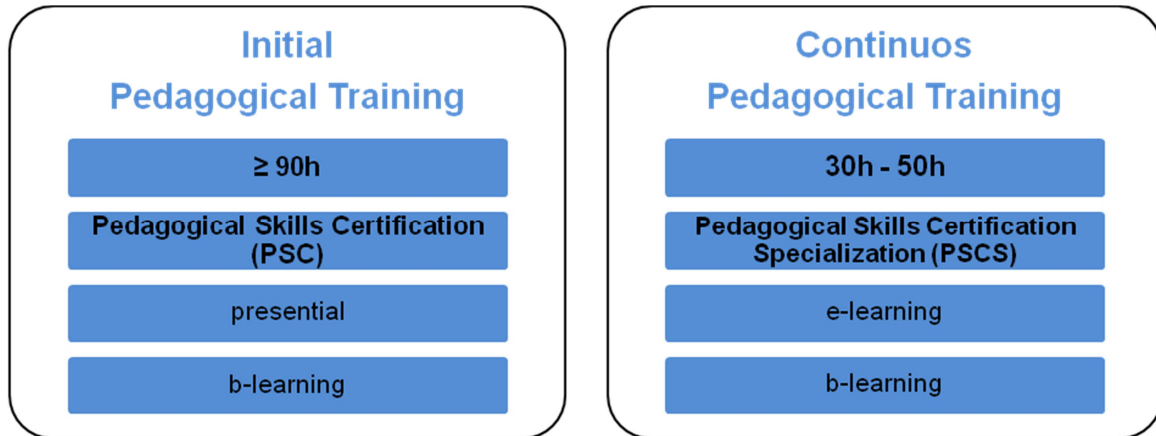 Initial
Pedagogical Training
≥ 90h
Pedagogical Skills Certification
(PSC)
presential
b-learning
Continuos
Pedagogical Training
30h - 50h
Pedagogical Skills Certification
Specialization (PSCS)
e-learning
b-learning